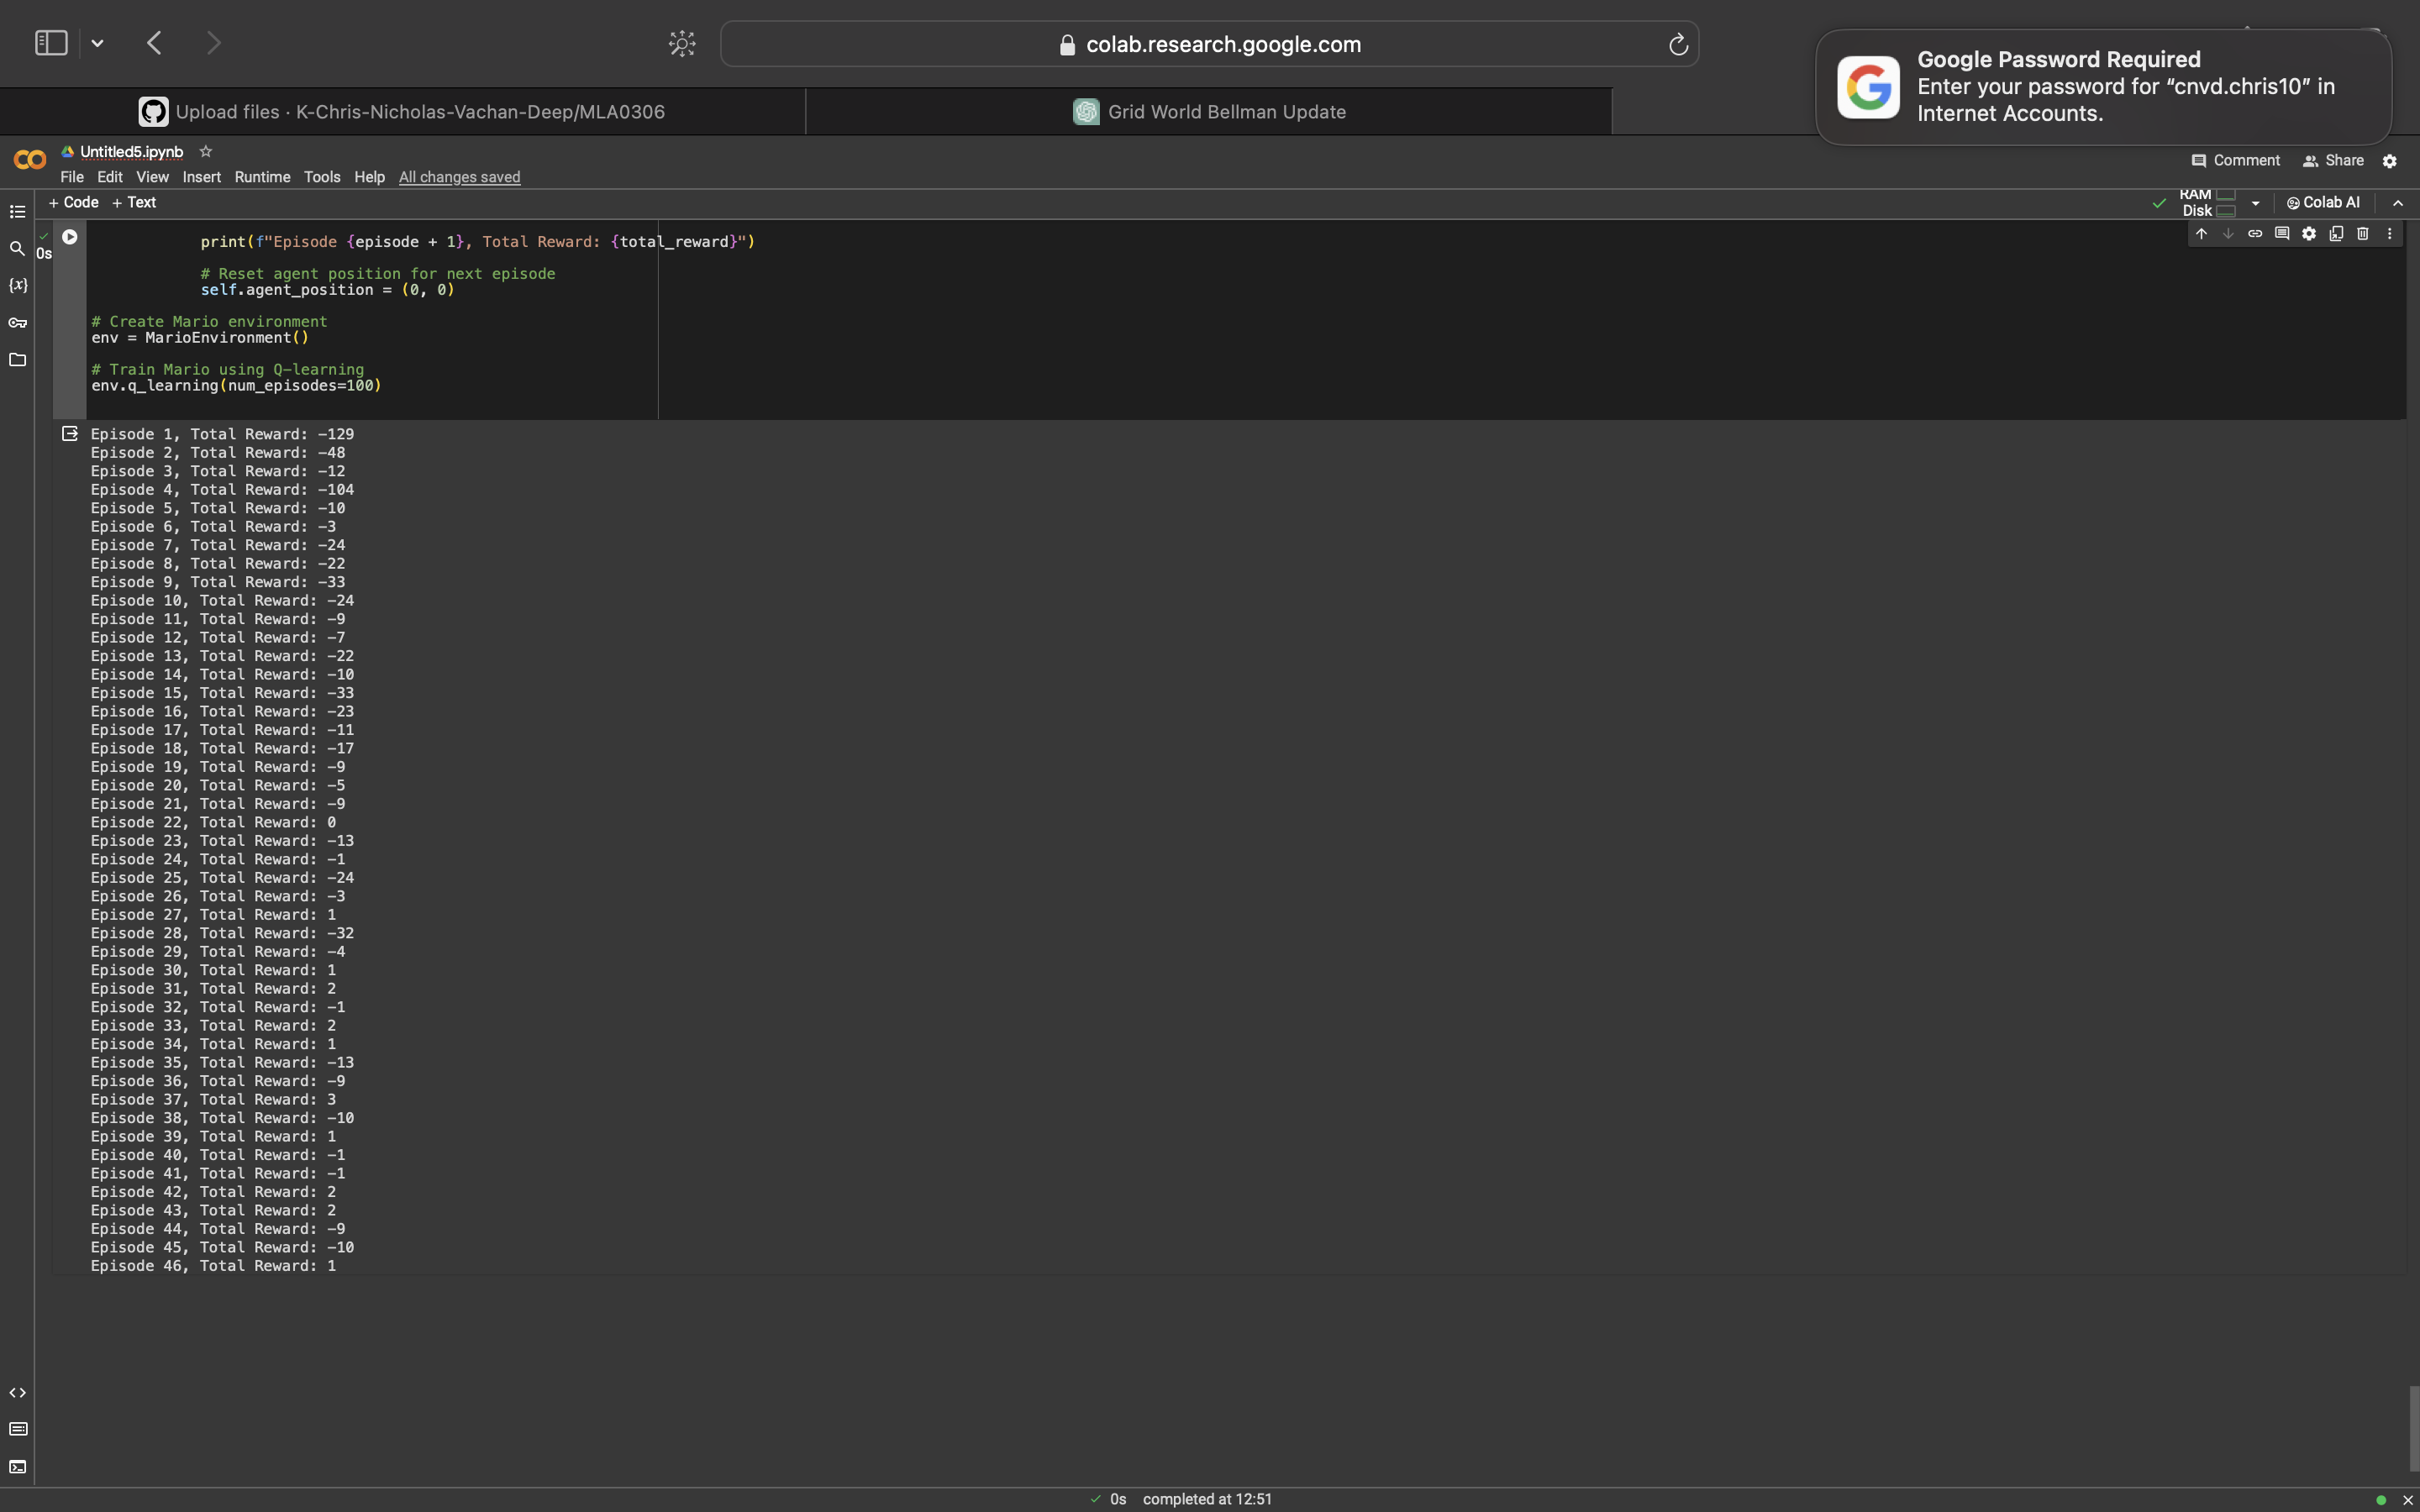 colab.research.google.com
Google Password Required
Enter your password for “cnvd.chris10” in
Internet Accounts.
Upload files · K-Chris-Nicholas-Vachan-Deep/MLA0306
Grid World Bellman Update
Untitled5.ipynb
File Edit View Insert Runtime Tools Help All changes saved
Comment Share
+ Code + Text
RAM
Disk
Colab AI
0s
print(f"Episode {episode + 1}, Total Reward: {total_reward}")
# Reset agent position for next episode
self.agent_position = (0, 0)
# Create Mario environment
env = MarioEnvironment()
# Train Mario using Q-learning
env.q_learning(num_episodes=100)
Episode 1, Total Reward: -129
Episode 2, Total Reward: -48
Episode 3, Total Reward: -12
Episode 4, Total Reward: -104
Episode 5, Total Reward: -10
Episode 6, Total Reward: -3
Episode 7, Total Reward: -24
Episode 8, Total Reward: -22
Episode 9, Total Reward: -33
Episode 10, Total Reward: -24
Episode 11, Total Reward: -9
Episode 12, Total Reward: -7
Episode 13, Total Reward: -22
Episode 14, Total Reward: -10
Episode 15, Total Reward: -33
Episode 16, Total Reward: -23
Episode 17, Total Reward: -11
Episode 18, Total Reward: -17
Episode 19, Total Reward: -9
Episode 20, Total Reward: -5
Episode 21, Total Reward: -9
Episode 22, Total Reward: 0
Episode 23, Total Reward: -13
Episode 24, Total Reward: -1
Episode 25, Total Reward: -24
Episode 26, Total Reward: -3
Episode 27, Total Reward: 1
Episode 28, Total Reward: -32
Episode 29, Total Reward: -4
Episode 30, Total Reward: 1
Episode 31, Total Reward: 2
Episode 32, Total Reward: -1
Episode 33, Total Reward: 2
Episode 34, Total Reward: 1
Episode 35, Total Reward: -13
Episode 36, Total Reward: -9
Episode 37, Total Reward: 3
Episode 38, Total Reward: -10
Episode 39, Total Reward: 1
Episode 40, Total Reward: -1
Episode 41, Total Reward: -1
Episode 42, Total Reward: 2
Episode 43, Total Reward: 2
Episode 44, Total Reward: -9
Episode 45, Total Reward: -10
Episode 46, Total Reward: 1
0s completed at 12:51